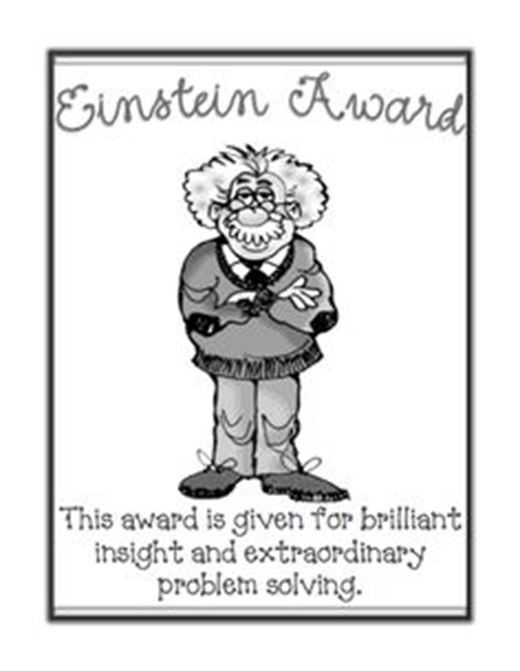 Einstein Award
This award is given for brilliant
insight and extraordinary
problem solving.